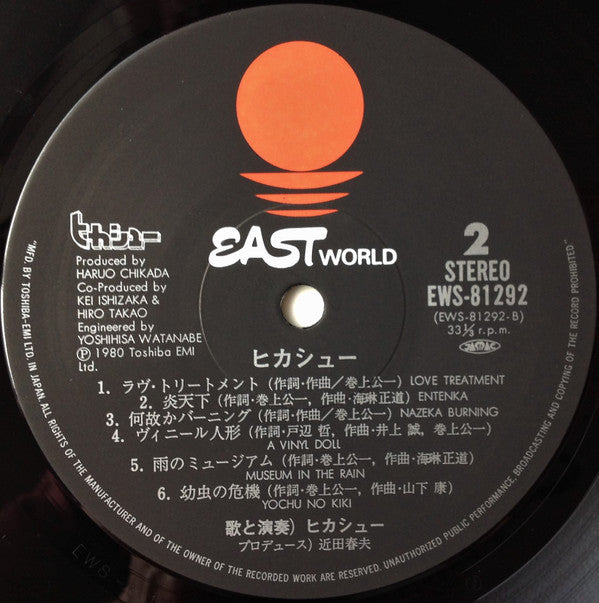 EAST WORLD
ヒカシュー
Produced by
HARUO CHIKADA
Co-Produced by
KEI ISHIZAKA &
HIRO TAKAO
Engineered by
YOSHIHISA WATANABE
Ⓟ 1980 Toshiba EMI
Ltd.
2
STEREO
EWS-81292
(EWS-81292-B)
33⅓ r.p.m.
JASRAC
ヒカシュー
1. ラヴ・トリートメント (作詞・作曲/巻上公一) LOVE TREATMENT
2. 炎天下 (作詞・巻上公一, 作曲・海琳正道) ENTENKA
3. 何故かバーニング (作詞・作曲/巻上公一) NAZEKA BURNING
4. ヴィニール人形 (作詞・戸辺 哲, 作曲・井上 誠, 巻上公一)
A VINYL DOLL
5. 雨のミュージアム (作詞・巻上公一, 作曲・海琳正道)
MUSEUM IN THE RAIN
6. 幼虫の危機 (作詞・巻上公一, 作曲・山下 康)
YOCHU NO KIKI
歌と演奏) ヒカシュー
プロデュース) 近田春夫
"MFD. BY TOSHIBA-EMI LTD. IN JAPAN. ALL RIGHTS OF THE MANUFACTURER AND OF THE OWNER OF THE RECORDED WORK ARE RESERVED. UNAUTHORIZED PUBLIC PERFORMANCE, BROADCASTING AND COPYING OF THE RECORD PROHIBITED"
EWS